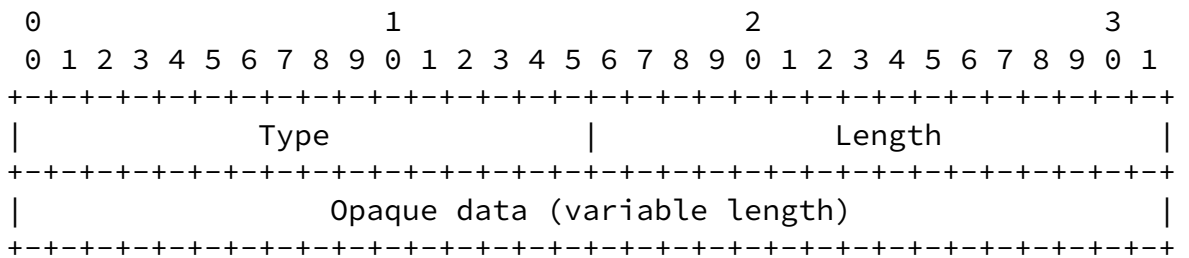 0                   1                   2                   3
 0 1 2 3 4 5 6 7 8 9 0 1 2 3 4 5 6 7 8 9 0 1 2 3 4 5 6 7 8 9 0 1
+-+-+-+-+-+-+-+-+-+-+-+-+-+-+-+-+-+-+-+-+-+-+-+-+-+-+-+-+-+-+-+-+
|             Type              |             Length            |
+-+-+-+-+-+-+-+-+-+-+-+-+-+-+-+-+-+-+-+-+-+-+-+-+-+-+-+-+-+-+-+-+
|                 Opaque data (variable length)                 |
+-+-+-+-+-+-+-+-+-+-+-+-+-+-+-+-+-+-+-+-+-+-+-+-+-+-+-+-+-+-+-+-+